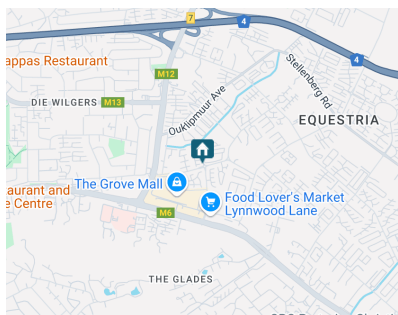 7
4
appas Restaurant
4
M12
Stellenberg Rd
DIE WILGERS
M13
Ouklipmuur Ave
EQUESTRIA
The Grove Mall
aurant and
e Centre
Food Lover's Market
Lynnwood Lane
M6
THE GLADES